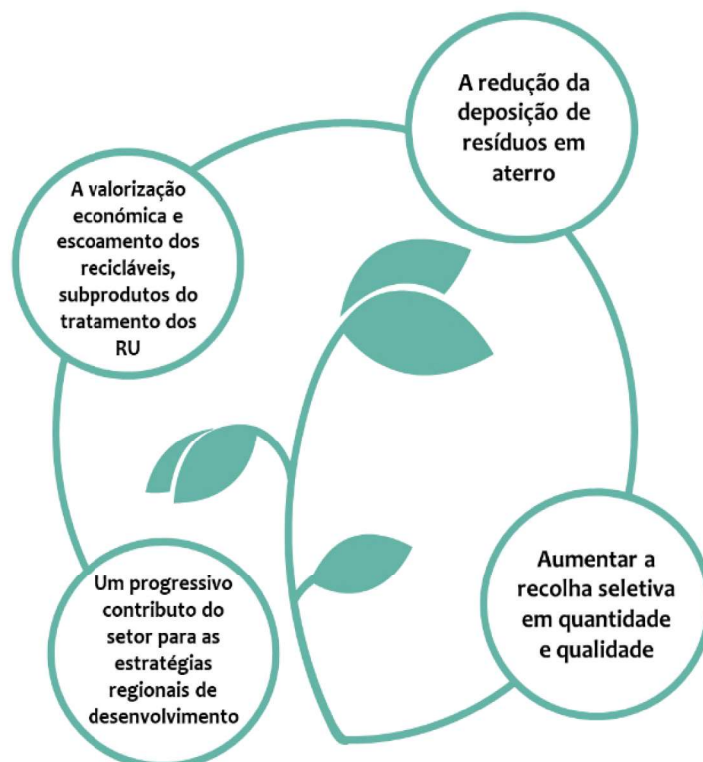 A redução da
deposição de
resíduos em
aterro
A valorização
económica e
escoamento dos
recicláveis,
subprodutos do
tratamento dos
RU
Aumentar a
recolha seletiva
em quantidade
e qualidade
Um progressivo
contributo do
setor para as
estratégias
regionais de
desenvolvimento